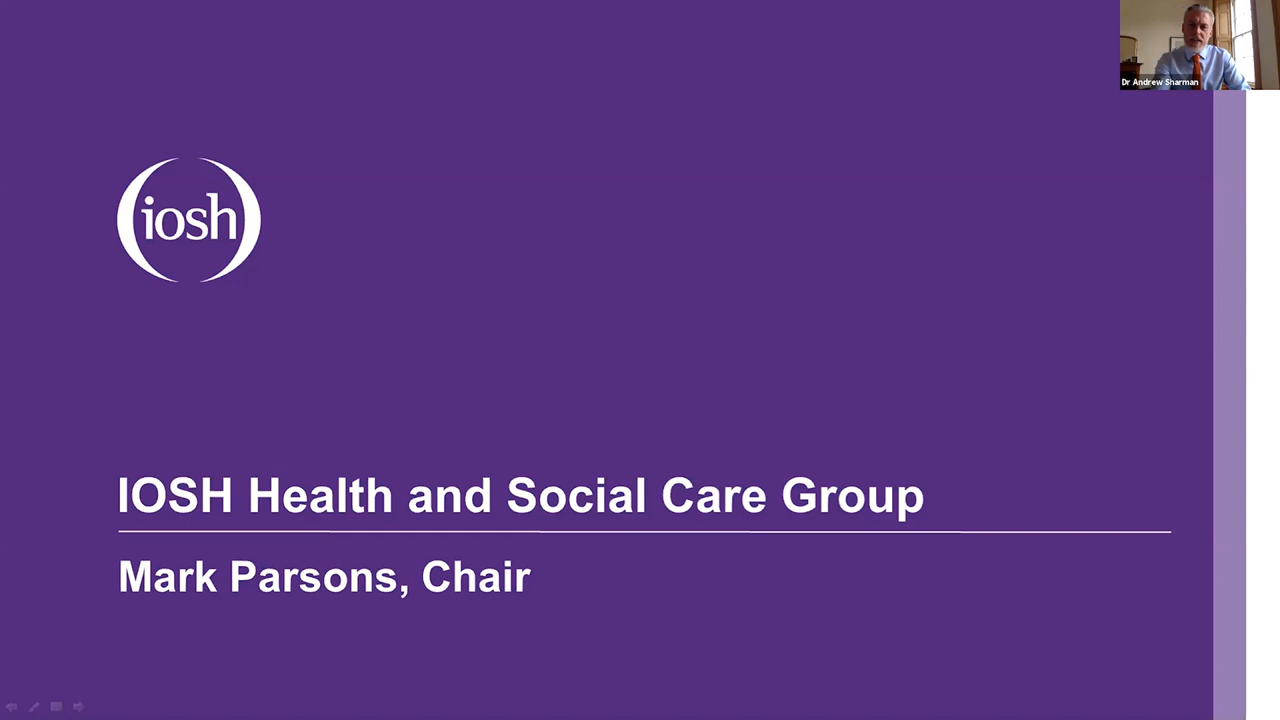 Dr Andrew Sharman
iosh
IOSH Health and Social Care Group
Mark Parsons, Chair